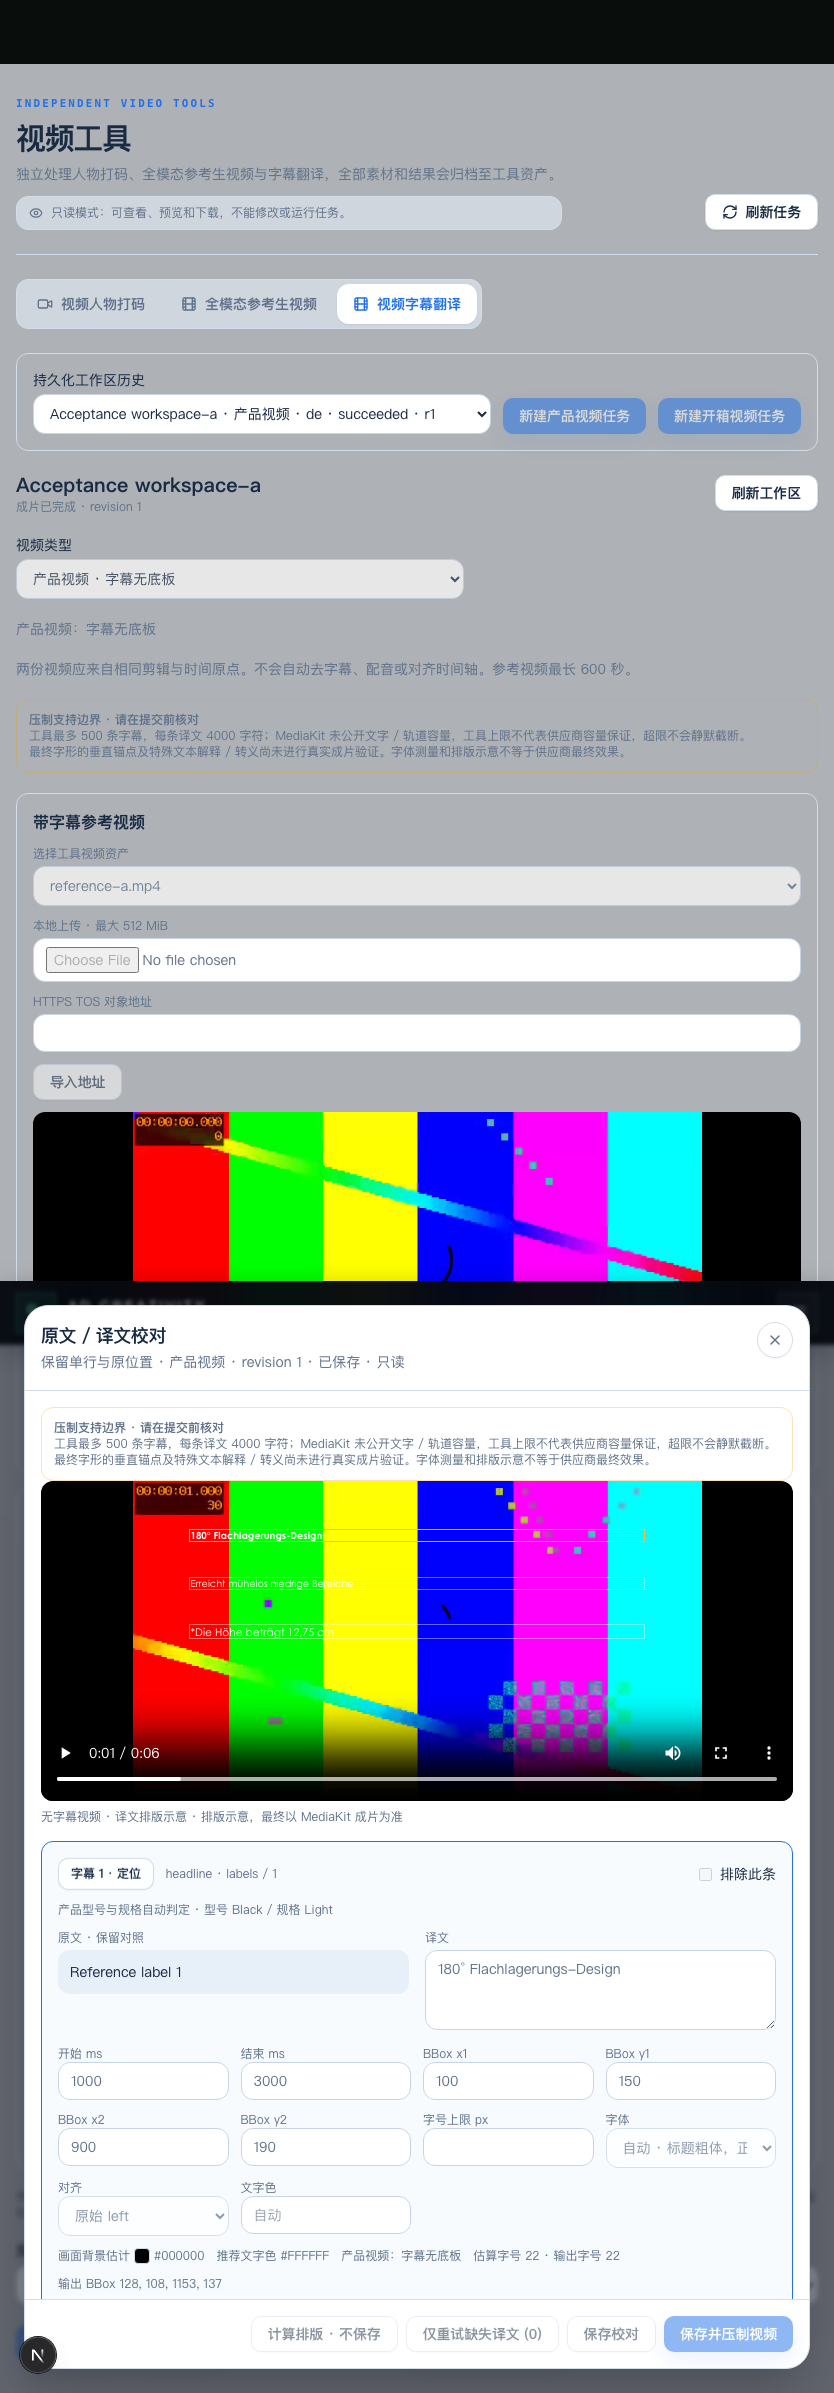 INDEPENDENT VIDEO TOOLS
视频工具
独立处理人物打码、全模态参考生视频与字幕翻译，全部素材和结果会归档至工具资产。
只读模式：可查看、预览和下载，不能修改或运行任务。
刷新任务
视频人物打码
全模态参考生视频
视频字幕翻译
持久化工作区历史
Acceptance workspace-a · 产品视频 · de · succeeded · r1
新建产品视频任务
新建开箱视频任务
Acceptance workspace-a
成片已完成 · revision 1
刷新工作区
视频类型
产品视频 · 字幕无底板
产品视频：字幕无底板
两份视频应来自相同剪辑与时间原点。不会自动去字幕、配音或对齐时间轴。参考视频最长 600 秒。
压制支持边界 · 请在提交前核对
工具最多 500 条字幕，每条译文 4000 字符；MediaKit 未公开文字 / 轨道容量，工具上限不代表供应商容量保证，超限不会静默截断。
最终字形的垂直锚点及特殊文本解释 / 转义尚未进行真实成片验证。字体测量和排版示意不等于供应商最终效果。
带字幕参考视频
选择工具视频资产
reference-a.mp4
本地上传 · 最大 512 MiB
Choose File No file chosen
HTTPS TOS 对象地址
导入地址
00:00:00.000
0
原文 / 译文校对
保留单行与原位置 · 产品视频 · revision 1 · 已保存 · 只读
压制支持边界 · 请在提交前核对
工具最多 500 条字幕，每条译文 4000 字符；MediaKit 未公开文字 / 轨道容量，工具上限不代表供应商容量保证，超限不会静默截断。
最终字形的垂直锚点及特殊文本解释 / 转义尚未进行真实成片验证。字体测量和排版示意不等于供应商最终效果。
00:00:01.000
30
180° Flachlagerungs-Design
Erreicht mühelos niedrige Bereiche
*Die Höhe beträgt 12,75 cm
0:01 / 0:06
无字幕视频 · 译文排版示意 · 排版示意，最终以 MediaKit 成片为准
字幕 1 · 定位
headline · labels / 1
排除此条
产品型号与规格自动判定 · 型号 Black / 规格 Light
原文 · 保留对照
译文
Reference label 1
180° Flachlagerungs-Design
开始 ms
结束 ms
BBox x1
BBox y1
1000
3000
100
150
BBox x2
BBox y2
字号上限 px
字体
900
190
自动 · 标题粗体，正
对齐
文字色
原始 left
自动
画面背景估计 #000000 推荐文字色 #FFFFFF 产品视频：字幕无底板 估算字号 22 · 输出字号 22
输出 BBox 128, 108, 1153, 137
计算排版 · 不保存
仅重试缺失译文 (0)
保存校对
保存并压制视频
N